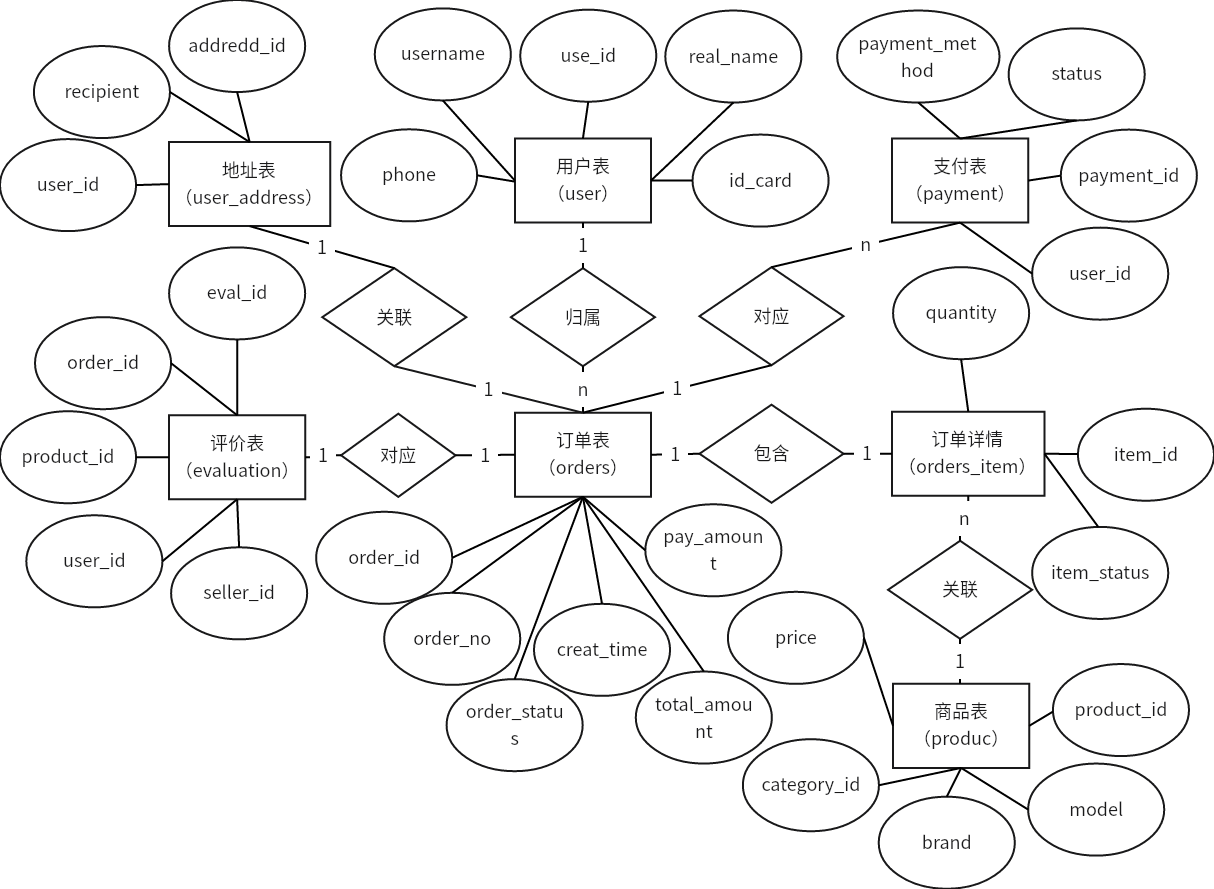 addredd_id
username
use_id
real_name
payment_met
hod
status
recipient
user_id
地址表
（user_address）
phone
用户表
（user）
id_card
支付表
（payment）
payment_id
user_id
1
1
n
eval_id
关联
归属
对应
quantity
order_id
1
n
1
product_id
评价表
（evaluation）
1
对应
1
订单表
（orders）
1
包含
1
订单详情
（orders_item）
item_id
n
user_id
seller_id
order_id
pay_amoun
t
item_status
关联
order_no
creat_time
price
1
order_statu
s
total_amou
nt
商品表
（produc）
product_id
category_id
model
brand